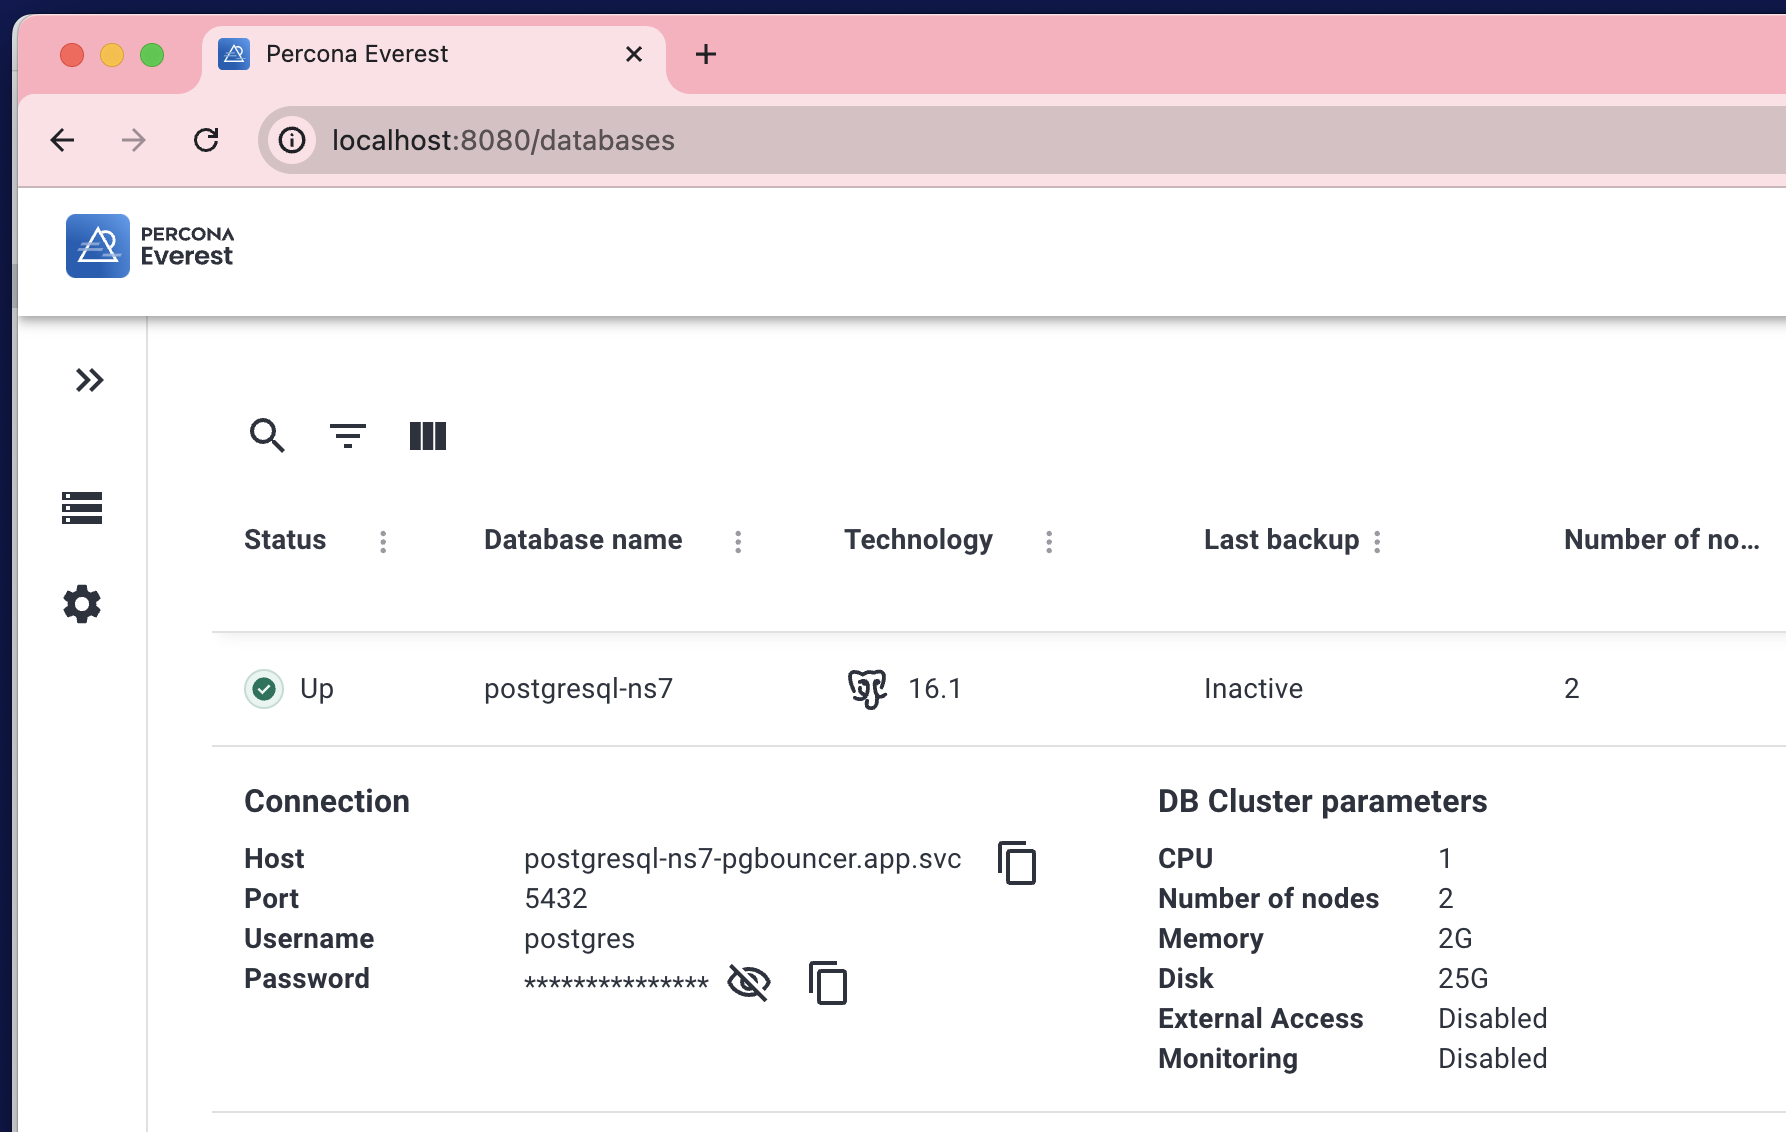 Percona Everest
localhost:8080/databases
PERCONA
Everest
Status Database name Technology Last backup Number of no...
Up postgresql-ns7 16.1 Inactive 2
Connection DB Cluster parameters
Host postgresql-ns7-pgbouncer.app.svc CPU 1
Port 5432 Number of nodes 2
Username postgres Memory 2G
Password *************** Disk 25G
External Access Disabled
Monitoring Disabled